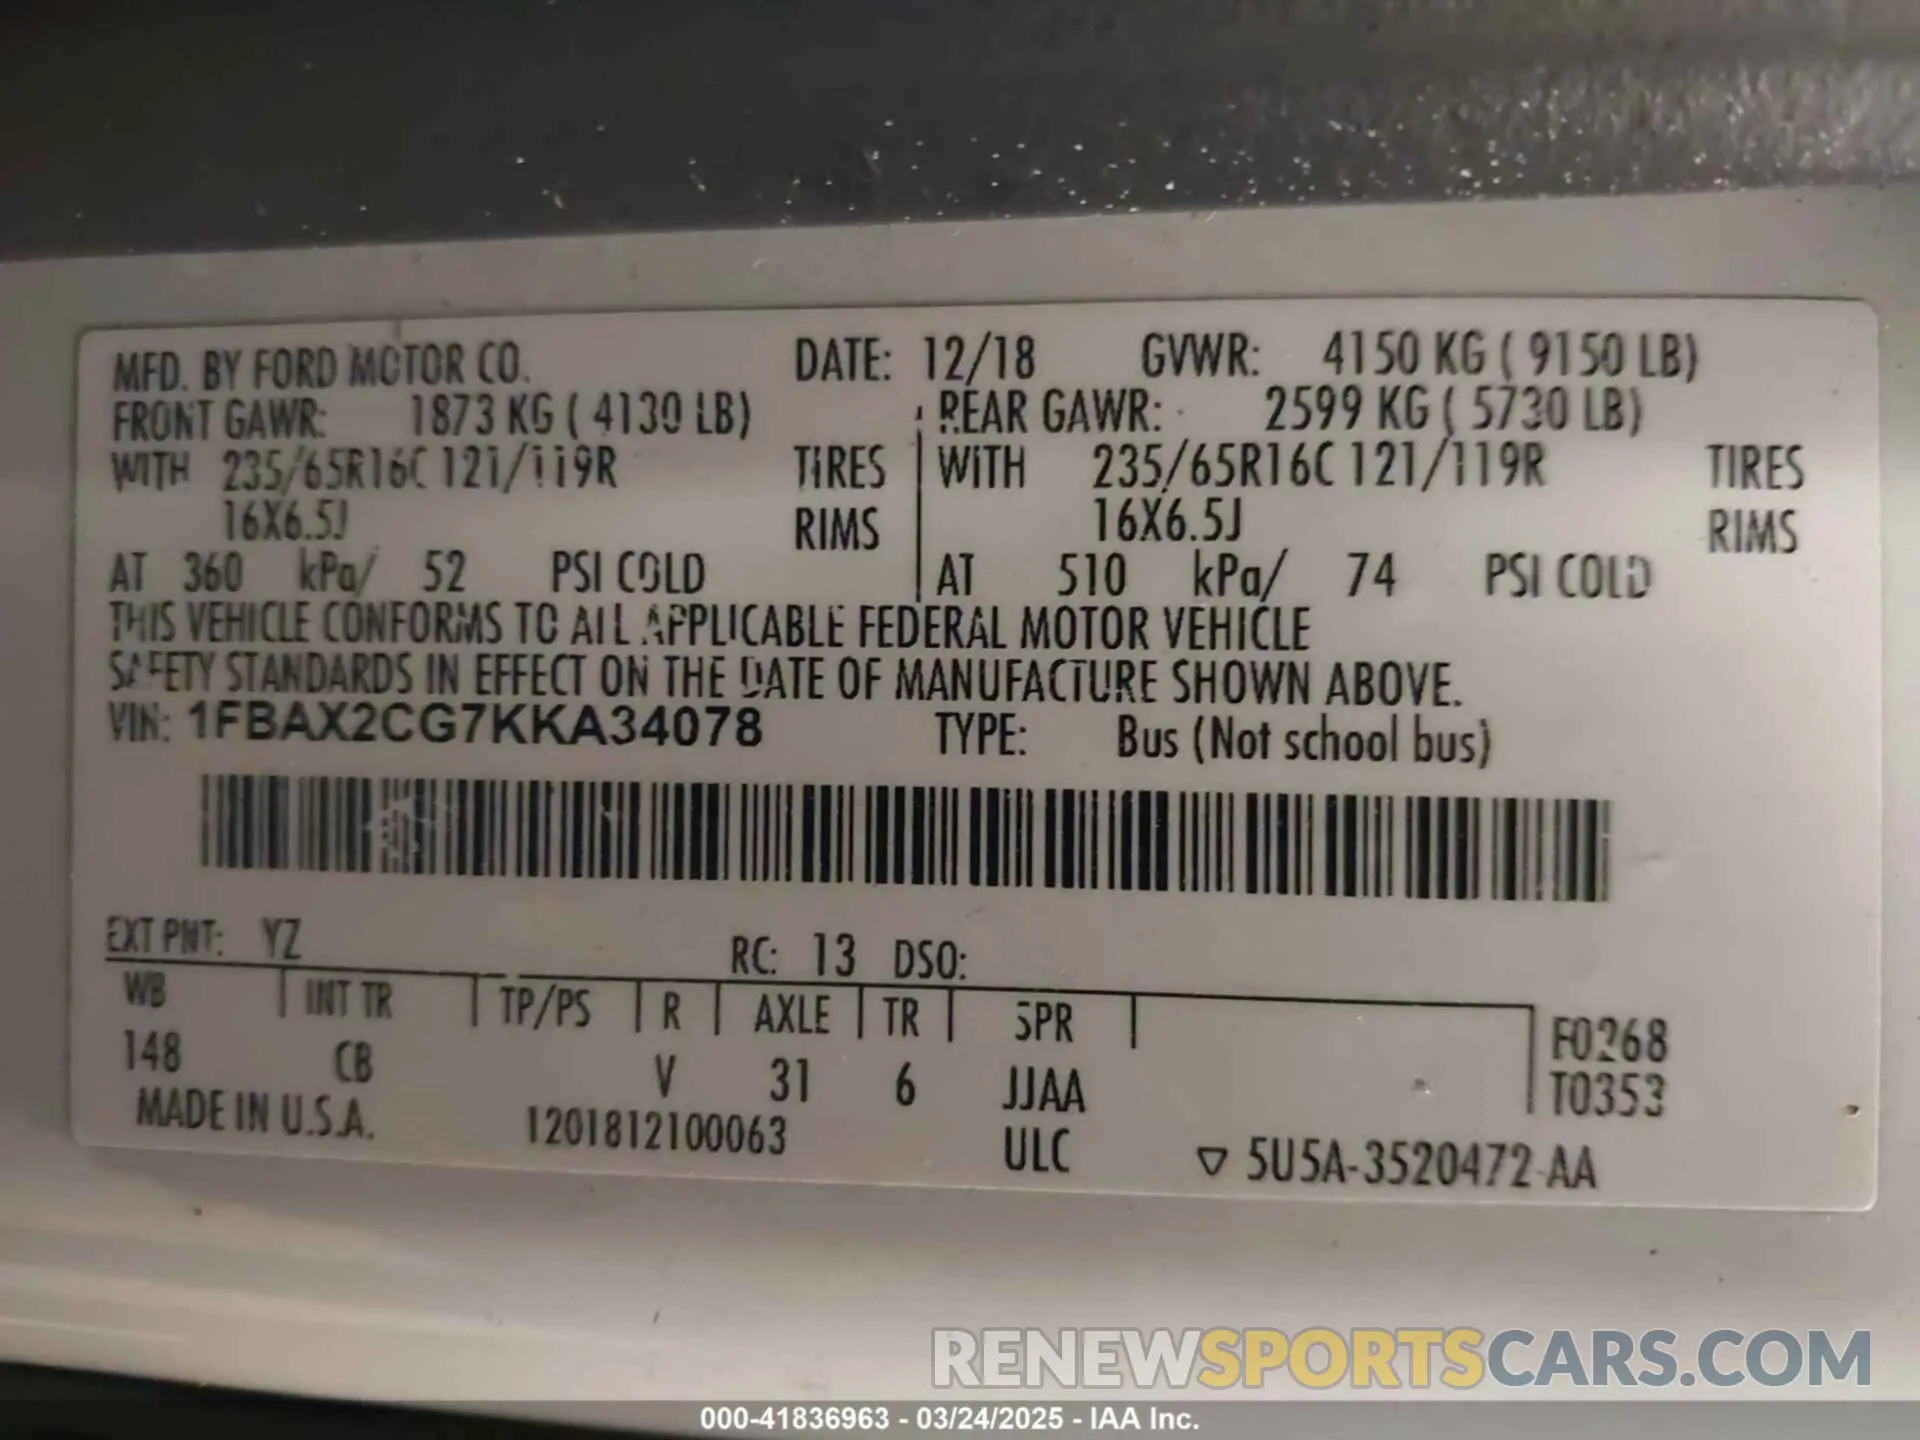 MFD. BY FORD MOTOR CO. DATE: 12/18 GVWR: 4150 KG ( 9150 LB)
FRONT GAWR: 1873 KG ( 4130 LB) REAR GAWR: 2599 KG ( 5730 LB)
WITH 235/65R16C 121/119R TIRES WITH 235/65R16C 121/119R TIRES
16X6.5J RIMS 16X6.5J RIMS
AT 360 kPa/ 52 PSI COLD AT 510 kPa/ 74 PSI COLD
THIS VEHICLE CONFORMS TO ALL APPLICABLE FEDERAL MOTOR VEHICLE
SAFETY STANDARDS IN EFFECT ON THE DATE OF MANUFACTURE SHOWN ABOVE.
VIN: 1FBAX2CG7KKA34078 TYPE: Bus (Not school bus)
EXT PNT: YZ RC: 13 DSO:
WB INT TR TP/PS R AXLE TR SPR F0268
148 CB V 31 6 JJAA T0353
MADE IN U.S.A. 1201812100063 ULC ▽ 5U5A-3520472-AA
RENEWSPORTSCARS.COM
000-41836963 - 03/24/2025 - IAA Inc.